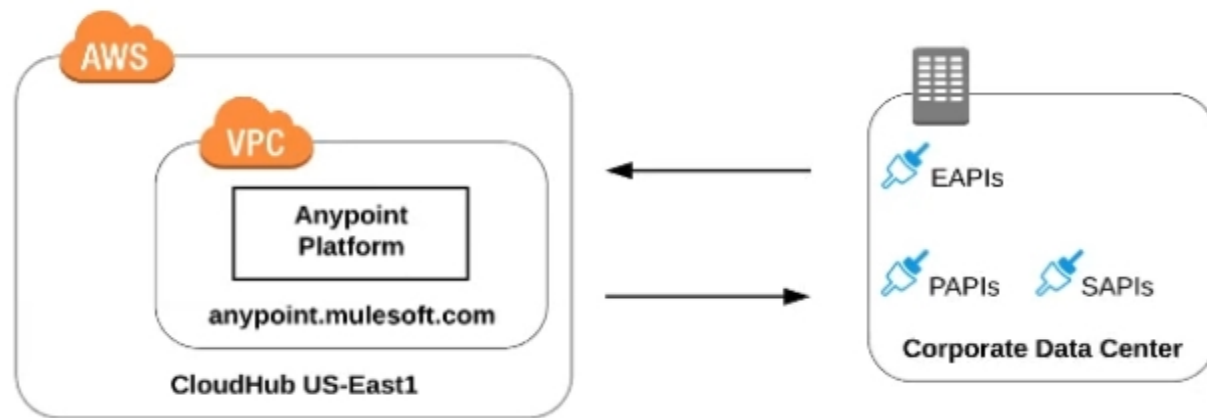 AWS
VPC
Anypoint
Platform
anypoint.mulesoft.com
CloudHub US-East1
EAPIs
PAPIs
SAPIs
Corporate Data Center